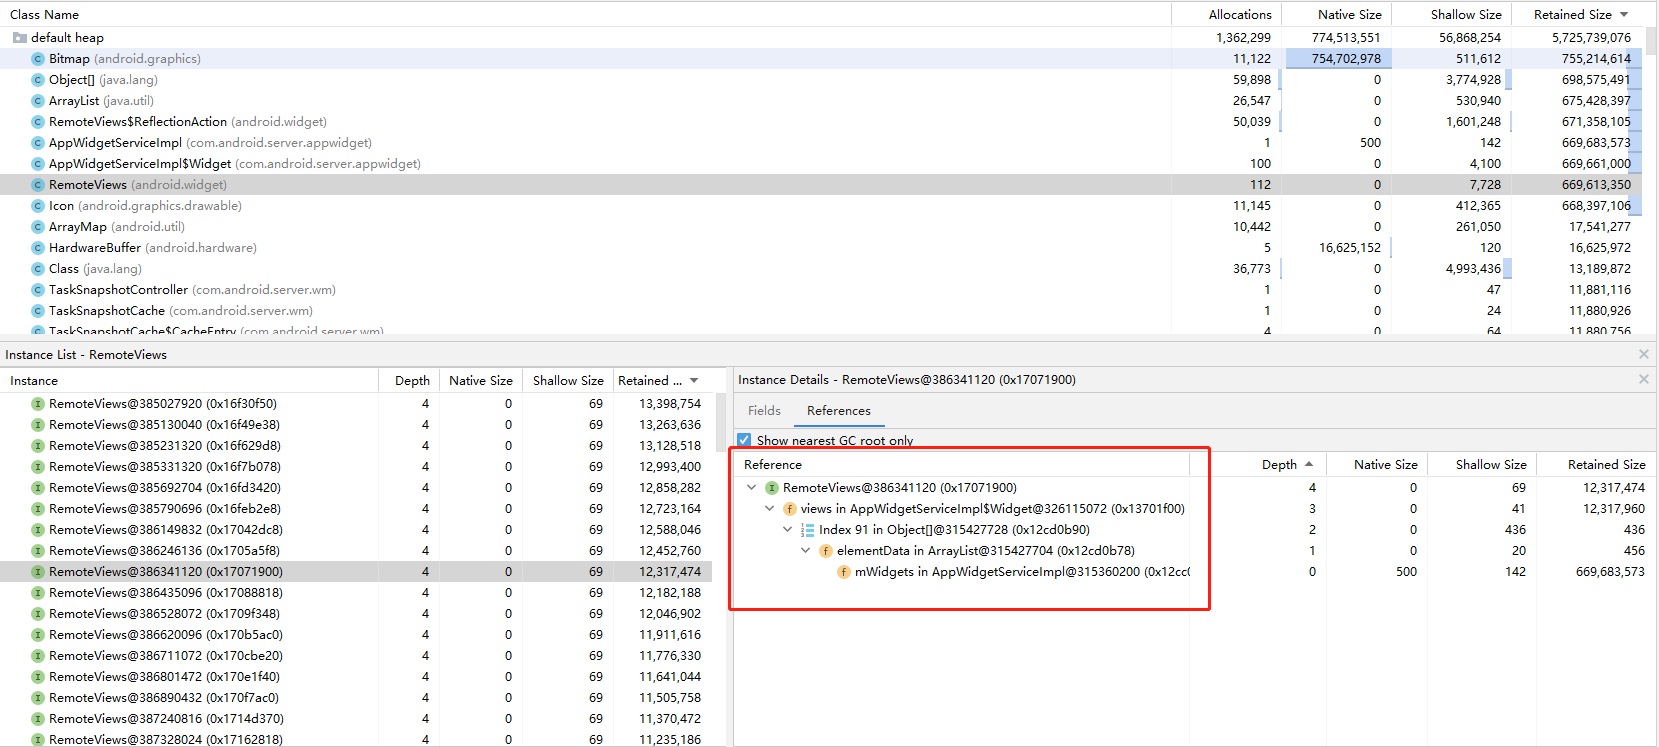 Class Name Allocations Native Size Shallow Size Retained Size
default heap 1,362,299 774,513,551 56,868,254 5,725,739,076
Bitmap (android.graphics) 11,122 754,702,978 511,612 755,214,614
Object[] (java.lang) 59,898 0 3,774,928 698,575,491
ArrayList (java.util) 26,547 0 530,940 675,428,397
RemoteViews$ReflectionAction (android.widget) 50,039 0 1,601,248 671,358,105
AppWidgetServiceImpl (com.android.server.appwidget) 1 500 142 669,683,573
AppWidgetServiceImpl$Widget (com.android.server.appwidget) 100 0 4,100 669,661,000
RemoteViews (android.widget) 112 0 7,728 669,613,350
Icon (android.graphics.drawable) 11,145 0 412,365 668,397,106
ArrayMap (android.util) 10,442 0 261,050 17,541,277
HardwareBuffer (android.hardware) 5 16,625,152 120 16,625,972
Class (java.lang) 36,773 0 4,993,436 13,189,872
TaskSnapshotController (com.android.server.wm) 1 0 47 11,881,116
TaskSnapshotCache (com.android.server.wm) 1 0 24 11,880,926
TaskSnapshotCache$CacheEntry (com.android.server.wm) 4 0 64 11,880,756
Instance List - RemoteViews
Instance Depth Native Size Shallow Size Retained ...
RemoteViews@385027920 (0x16f30f50) 4 0 69 13,398,754
RemoteViews@385130040 (0x16f49e38) 4 0 69 13,263,636
RemoteViews@385231320 (0x16f629d8) 4 0 69 13,128,518
RemoteViews@385331320 (0x16f7b078) 4 0 69 12,993,400
RemoteViews@385692704 (0x16fd3420) 4 0 69 12,858,282
RemoteViews@385790696 (0x16feb2e8) 4 0 69 12,723,164
RemoteViews@386149832 (0x17042dc8) 4 0 69 12,588,046
RemoteViews@386246136 (0x1705a5f8) 4 0 69 12,452,760
RemoteViews@386341120 (0x17071900) 4 0 69 12,317,474
RemoteViews@386435096 (0x17088818) 4 0 69 12,182,188
RemoteViews@386528072 (0x1709f348) 4 0 69 12,046,902
RemoteViews@386620096 (0x170b5ac0) 4 0 69 11,911,616
RemoteViews@386711072 (0x170cbe20) 4 0 69 11,776,330
RemoteViews@386801472 (0x170e1f40) 4 0 69 11,641,044
RemoteViews@386890432 (0x170f7ac0) 4 0 69 11,505,758
RemoteViews@387240816 (0x1714d370) 4 0 69 11,370,472
RemoteViews@387328024 (0x17162818) 4 0 69 11,235,186
Instance Details - RemoteViews@386341120 (0x17071900)
Fields References
Show nearest GC root only
Reference Depth Native Size Shallow Size Retained Size
RemoteViews@386341120 (0x17071900) 4 0 69 12,317,474
views in AppWidgetServiceImpl$Widget@326115072 (0x13701f00) 3 0 41 12,317,960
Index 91 in Object[]@315427728 (0x12cd0b90) 2 0 436 436
elementData in ArrayList@315427704 (0x12cd0b78) 1 0 20 456
mWidgets in AppWidgetServiceImpl@315360200 (0x12cc0 0 500 142 669,683,573